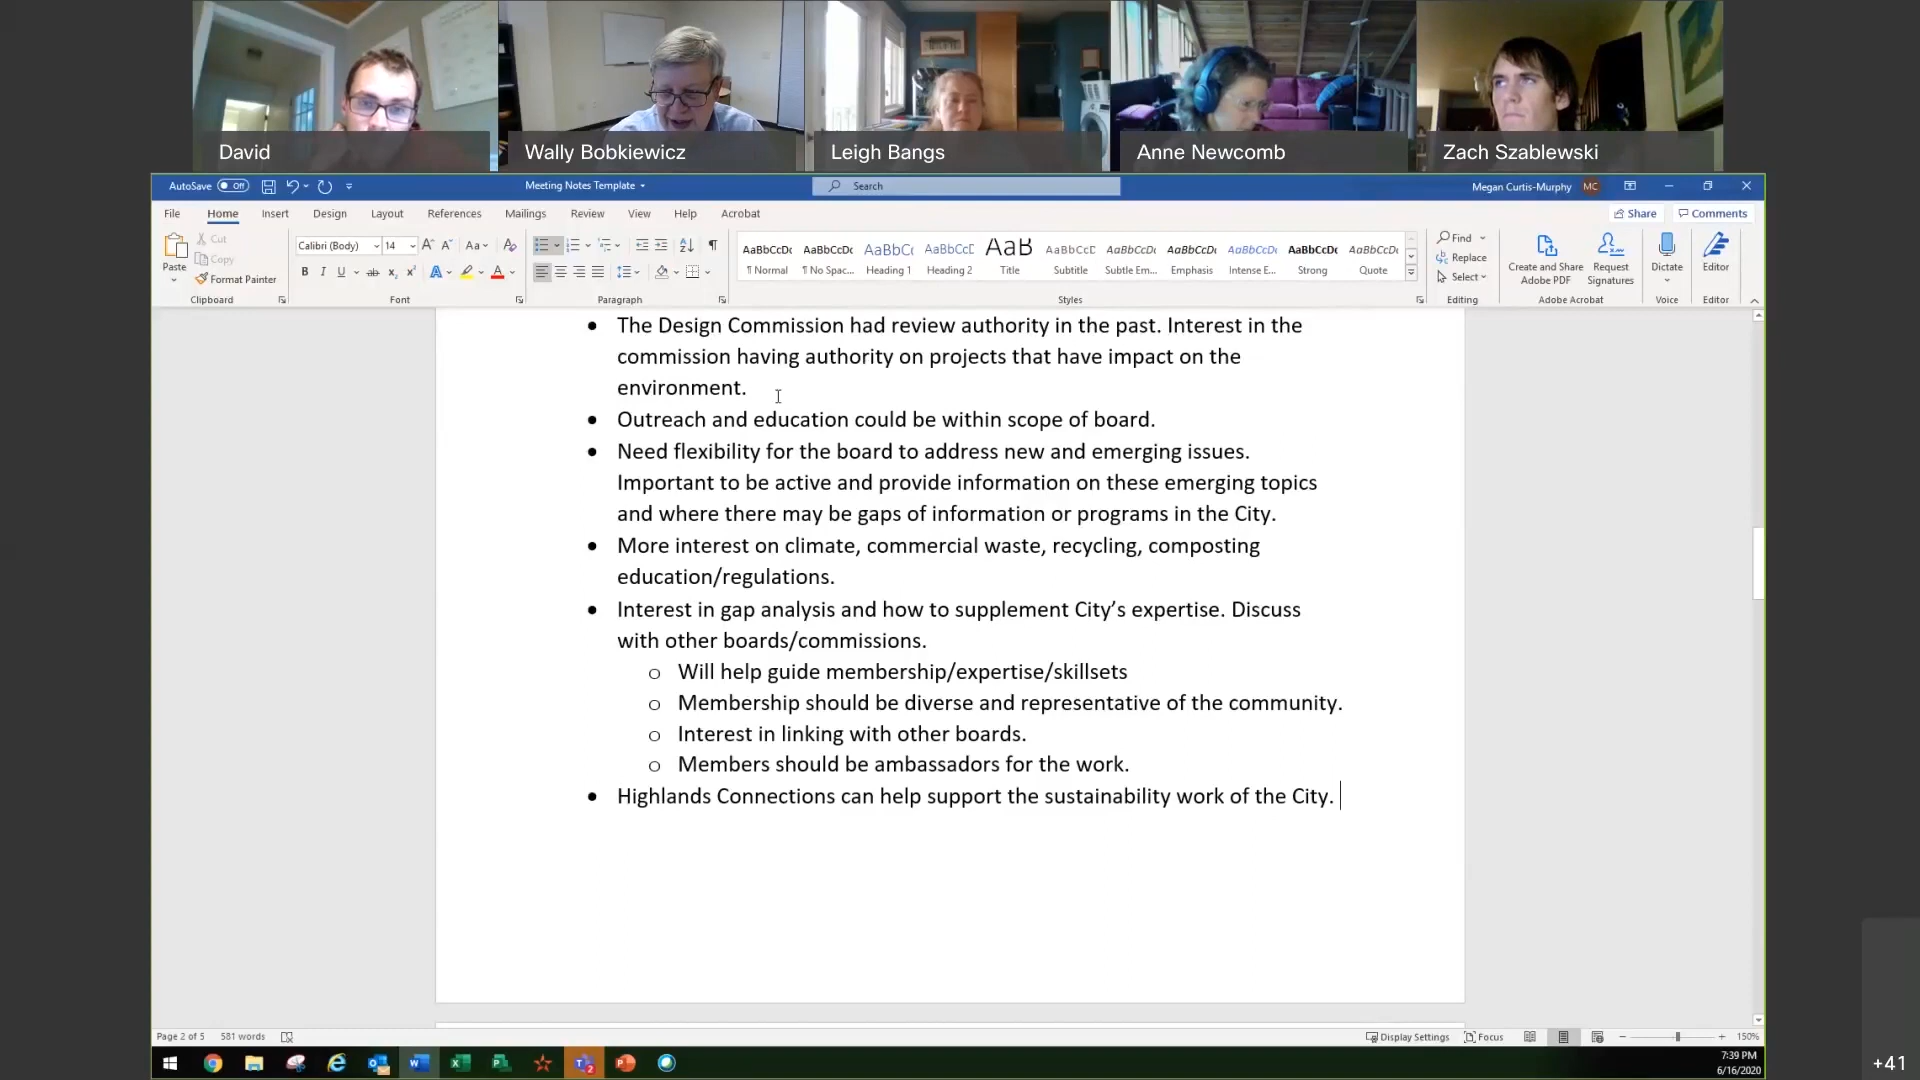 David
Wally Bobkiewicz
Leigh Bangs
Anne Newcomb
Zach Szablewski
AutoSave Off
Meeting Notes Template
Search
Megan Curtis-Murphy MC
File Home Insert Design Layout References Mailings Review View Help Acrobat
Share Comments
Paste
Cut
Copy
Format Painter
Clipboard
Calibri (Body) 14
Font
Paragraph
AaBbCcDc AaBbCcDc AaBbCc AaBbCcD AaB AaBbCcD AaBbCcDc AaBbCcDc AaBbCcDc AaBbCcDc AaBbCcDc
¶ Normal ¶ No Spac... Heading 1 Heading 2 Title Subtitle Subtle Em... Emphasis Intense E... Strong Quote
Styles
Find
Replace
Select
Editing
Create and Share Adobe PDF
Request Signatures
Adobe Acrobat
Dictate
Voice
Editor
Editor
• The Design Commission had review authority in the past. Interest in the
commission having authority on projects that have impact on the
environment.
• Outreach and education could be within scope of board.
• Need flexibility for the board to address new and emerging issues.
Important to be active and provide information on these emerging topics
and where there may be gaps of information or programs in the City.
• More interest on climate, commercial waste, recycling, composting
education/regulations.
• Interest in gap analysis and how to supplement City’s expertise. Discuss
with other boards/commissions.
o Will help guide membership/expertise/skillsets
o Membership should be diverse and representative of the community.
o Interest in linking with other boards.
o Members should be ambassadors for the work.
• Highlands Connections can help support the sustainability work of the City.
Page 2 of 5 581 words
Display Settings Focus 150%
7:39 PM
6/16/2020
+41